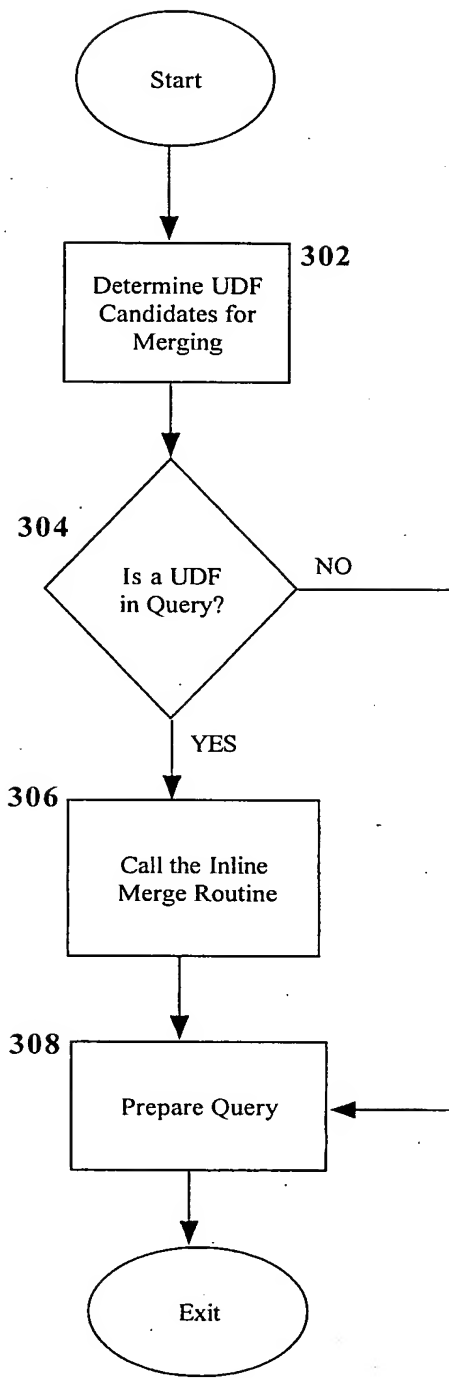 Start
302
Determine UDF
Candidates for
Merging
304
Is a UDF
in Query?
NO
YES
306
Call the Inline
Merge Routine
308
Prepare Query
Exit